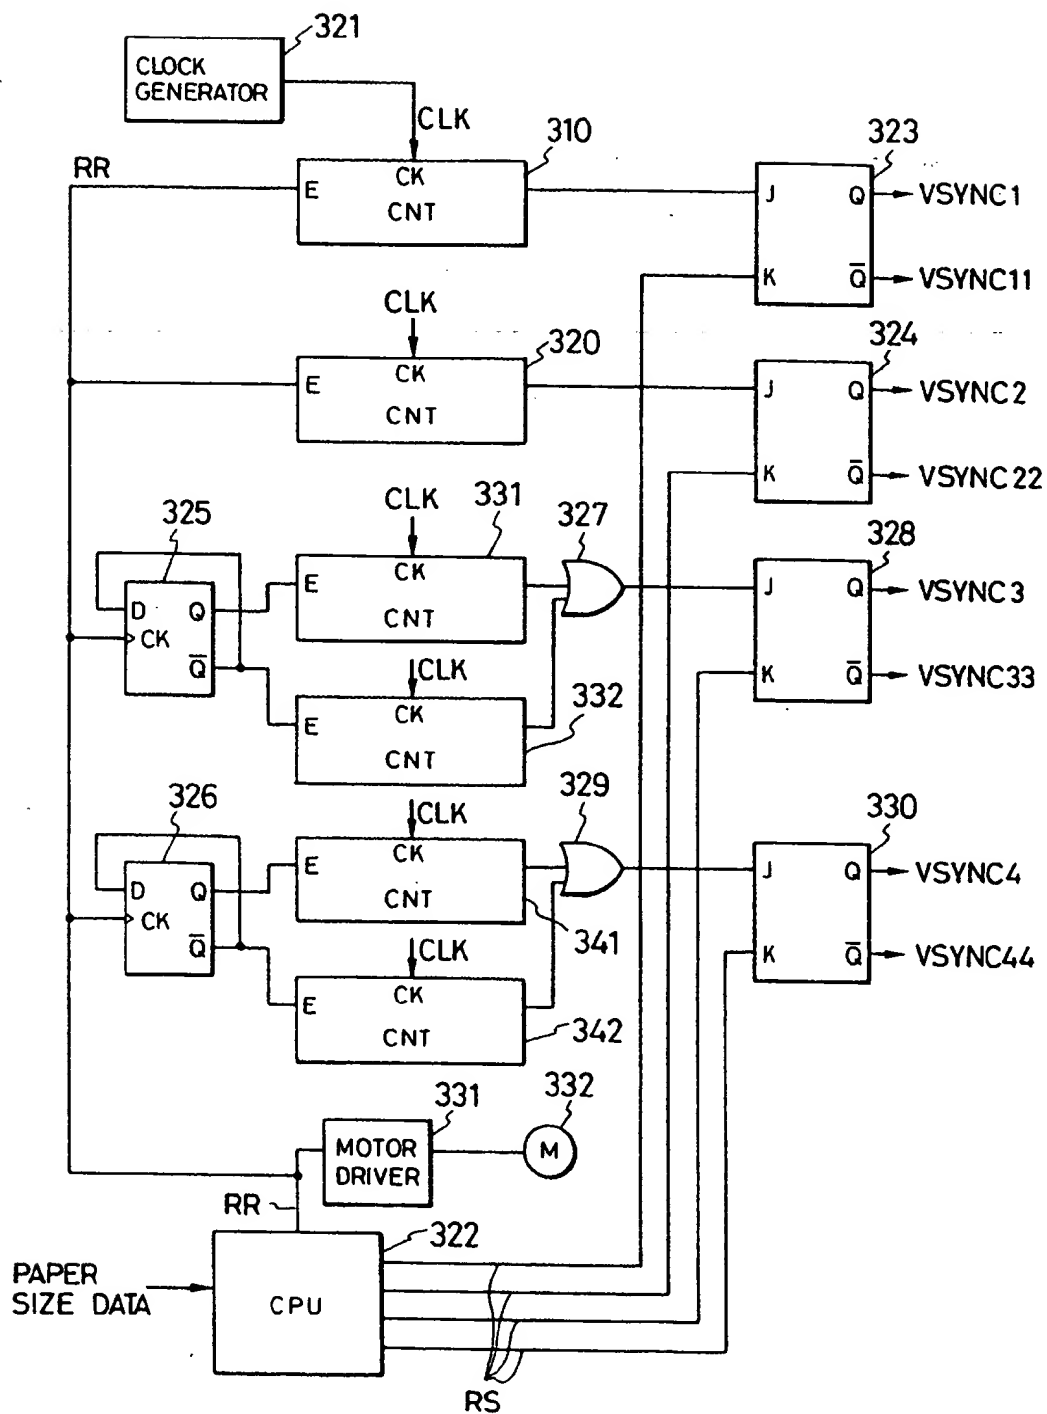 321
CLOCK
GENERATOR
CLK
RR
310
323
E
CK
CNT
J
Q
VSYNC1
K
Q̅
VSYNC11
CLK
320
324
E
CK
CNT
J
Q
VSYNC2
K
Q̅
VSYNC22
325
CLK
331
327
328
D
Q
CK
Q̅
E
CK
CNT
J
Q
VSYNC3
K
Q̅
VSYNC33
CLK
E
CK
CNT
332
326
CLK
329
330
D
Q
CK
Q̅
E
CK
CNT
341
J
Q
VSYNC4
K
Q̅
VSYNC44
CLK
E
CK
CNT
342
331
332
MOTOR
DRIVER
M
RR
322
PAPER
SIZE DATA
CPU
RS